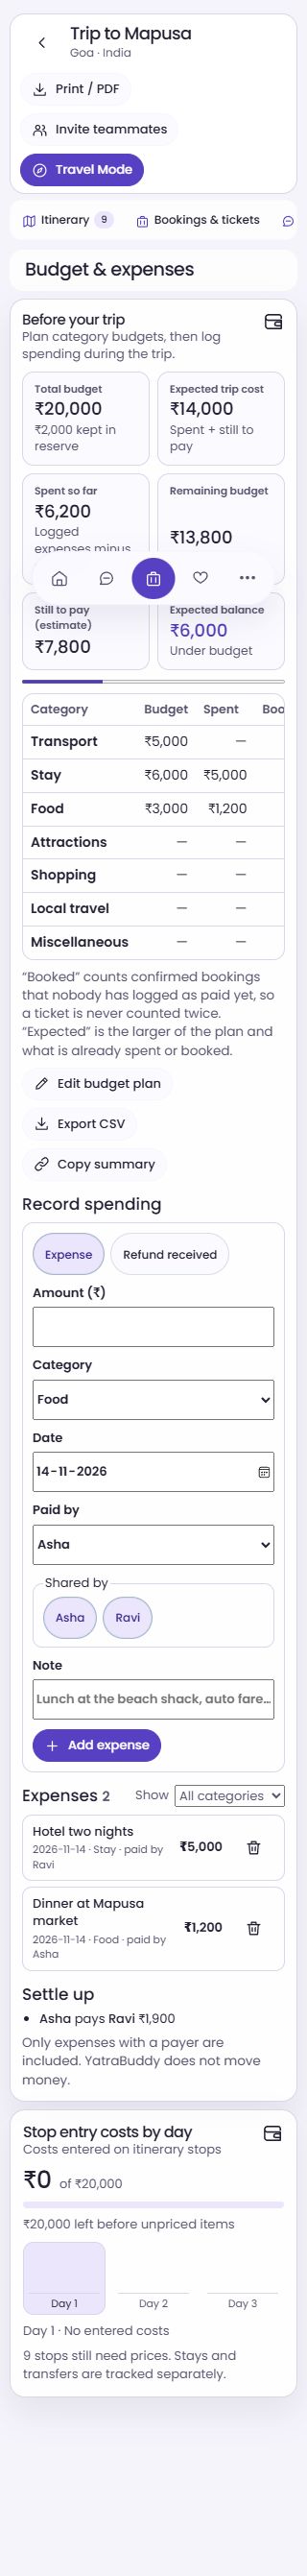 Trip to Mapusa
Goa · India
Print / PDF
Invite teammates
Travel Mode
Itinerary 9
Bookings & tickets
Budget & expenses
Before your trip
Plan category budgets, then log
spending during the trip.
Total budget
₹20,000
₹2,000 kept in
reserve
Expected trip cost
₹14,000
Spent + still to
pay
Spent so far
₹6,200
Logged
expenses minus
Remaining budget
₹13,800
Still to pay
(estimate)
₹7,800
Expected balance
₹6,000
Under budget
Category Budget Spent Boo
Transport ₹5,000 —
Stay ₹6,000 ₹5,000
Food ₹3,000 ₹1,200
Attractions — —
Shopping — —
Local travel — —
Miscellaneous — —
“Booked” counts confirmed bookings
that nobody has logged as paid yet, so
a ticket is never counted twice.
“Expected” is the larger of the plan and
what is already spent or booked.
Edit budget plan
Export CSV
Copy summary
Record spending
Expense
Refund received
Amount (₹)
Category
Food
Date
14-11-2026
Paid by
Asha
Shared by
Asha
Ravi
Note
Lunch at the beach shack, auto fare...
Add expense
Expenses 2
Show All categories
Hotel two nights
2026-11-14 · Stay · paid by
Ravi
₹5,000
Dinner at Mapusa
market
2026-11-14 · Food · paid by
Asha
₹1,200
Settle up
• Asha pays Ravi ₹1,900
Only expenses with a payer are
included. YatraBuddy does not move
money.
Stop entry costs by day
Costs entered on itinerary stops
₹0 of ₹20,000
₹20,000 left before unpriced items
Day 1
Day 2
Day 3
Day 1 · No entered costs
9 stops still need prices. Stays and
transfers are tracked separately.